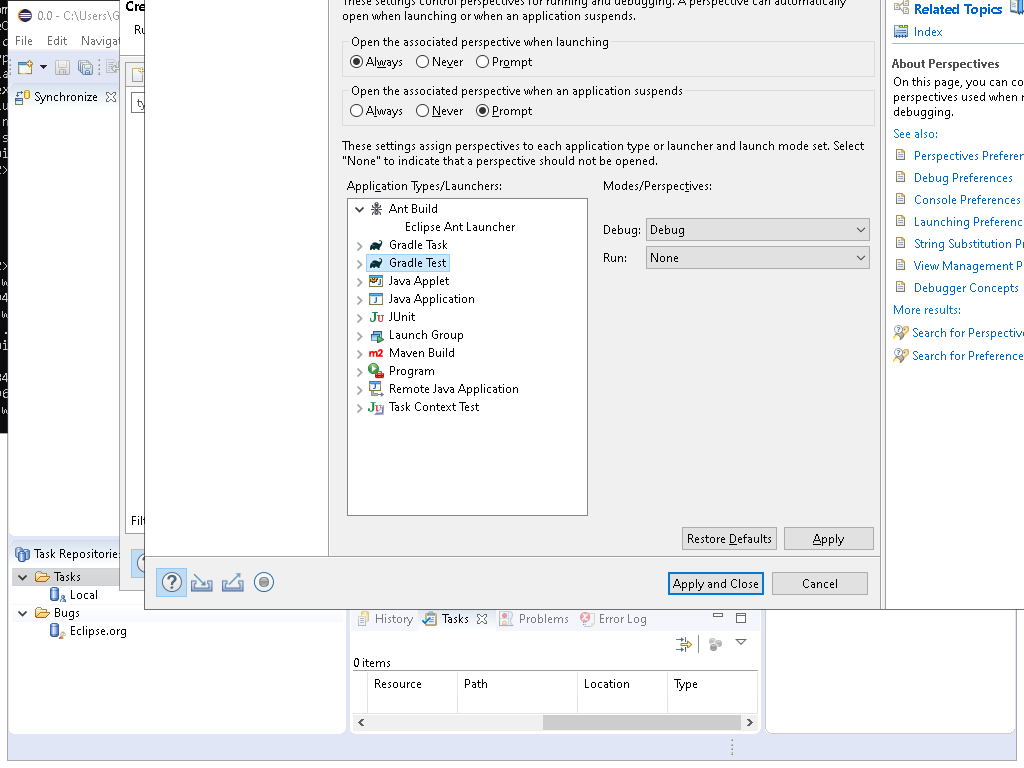 0.0 - C:\Users\G
File Edit Navigat
Synchronize
Cre
Ru
ty
Filt
These settings control perspectives for running and debugging. A perspective can automatically
open when launching or when an application suspends.
Open the associated perspective when launching
Always Never Prompt
Open the associated perspective when an application suspends
Always Never Prompt
These settings assign perspectives to each application type or launcher and launch mode set. Select
"None" to indicate that a perspective should not be opened.
Application Types/Launchers:
Ant Build
Eclipse Ant Launcher
Gradle Task
Gradle Test
Java Applet
Java Application
JUnit
Launch Group
Maven Build
Program
Remote Java Application
Task Context Test
Modes/Perspectives:
Debug: Debug
Run: None
Restore Defaults Apply
Apply and Close Cancel
Related Topics
Index
About Perspectives
On this page, you can co
perspectives used when r
debugging.
See also:
Perspectives Preferen
Debug Preferences
Console Preferences
Launching Preferenc
String Substitution Pr
View Management P
Debugger Concepts
More results:
Search for Perspective
Search for Preference
Task Repositories
Tasks
Local
Bugs
Eclipse.org
History Tasks Problems Error Log
0 items
Resource Path Location Type